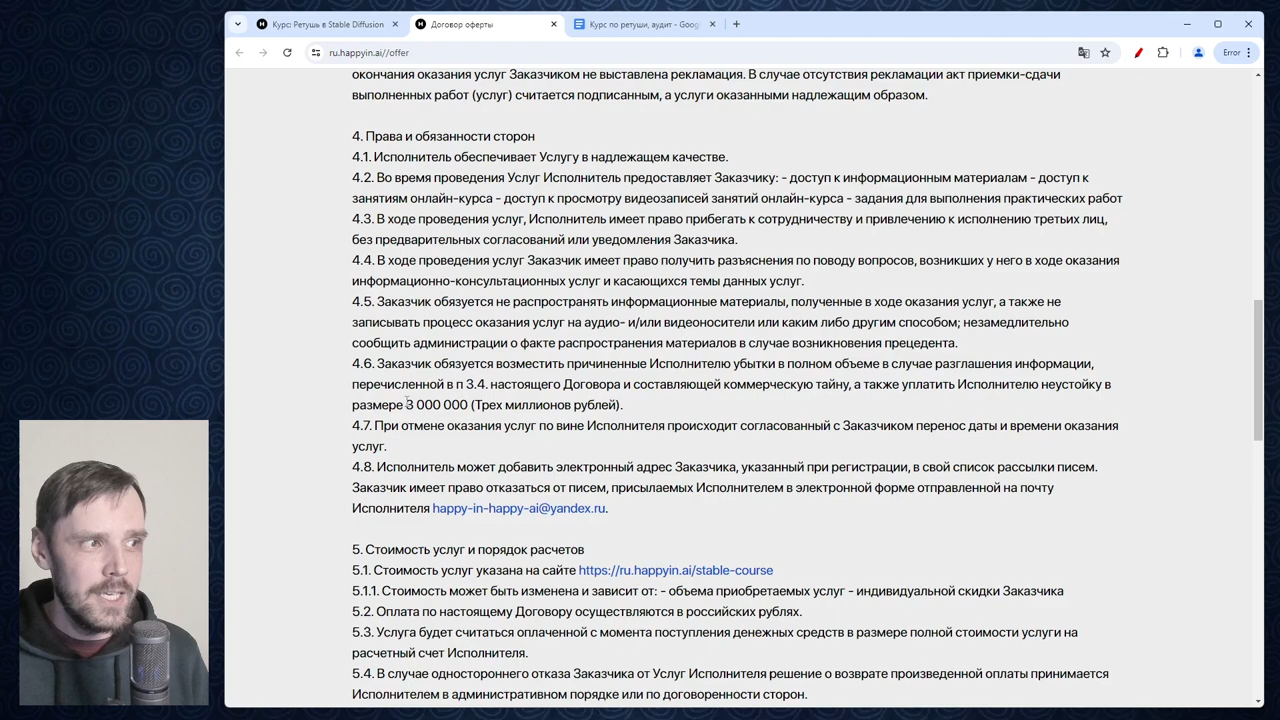 Курс: Ретушь в Stable Diffusion
Договор оферты
Курс по ретуши, аудит - Goog
ru.happyin.ai//offer
Error
окончания оказания услуг Заказчиком не выставлена рекламация. В случае отсутствия рекламации акт приемки-сдачи
выполненных работ (услуг) считается подписанным, а услуги оказанными надлежащим образом.
4. Права и обязанности сторон
4.1. Исполнитель обеспечивает Услугу в надлежащем качестве.
4.2. Во время проведения Услуг Исполнитель предоставляет Заказчику: - доступ к информационным материалам - доступ к
занятиям онлайн-курса - доступ к просмотру видеозаписей занятий онлайн-курса - задания для выполнения практических работ
4.3. В ходе проведения услуг, Исполнитель имеет право прибегать к сотрудничеству и привлечению к исполнению третьих лиц,
без предварительных согласований или уведомления Заказчика.
4.4. В ходе проведения услуг Заказчик имеет право получить разъяснения по поводу вопросов, возникших у него в ходе оказания
информационно-консультационных услуг и касающихся темы данных услуг.
4.5. Заказчик обязуется не распространять информационные материалы, полученные в ходе оказания услуг, а также не
записывать процесс оказания услуг на аудио- и/или видеоносители или каким либо другим способом; незамедлительно
сообщить администрации о факте распространения материалов в случае возникновения прецедента.
4.6. Заказчик обязуется возместить причиненные Исполнителю убытки в полном объеме в случае разглашения информации,
перечисленной в п 3.4. настоящего Договора и составляющей коммерческую тайну, а также уплатить Исполнителю неустойку в
размере 3 000 000 (Трех миллионов рублей).
4.7. При отмене оказания услуг по вине Исполнителя происходит согласованный с Заказчиком перенос даты и времени оказания
услуг.
4.8. Исполнитель может добавить электронный адрес Заказчика, указанный при регистрации, в свой список рассылки писем.
Заказчик имеет право отказаться от писем, присылаемых Исполнителем в электронной форме отправленной на почту
Исполнителя happy-in-happy-ai@yandex.ru.
5. Стоимость услуг и порядок расчетов
5.1. Стоимость услуг указана на сайте https://ru.happyin.ai/stable-course
5.1.1. Стоимость может быть изменена и зависит от: - объема приобретаемых услуг - индивидуальной скидки Заказчика
5.2. Оплата по настоящему Договору осуществляются в российских рублях.
5.3. Услуга будет считаться оплаченной с момента поступления денежных средств в размере полной стоимости услуги на
расчетный счет Исполнителя.
5.4. В случае одностороннего отказа Заказчика от Услуг Исполнителя решение о возврате произведенной оплаты принимается
Исполнителем в административном порядке или по договоренности сторон.